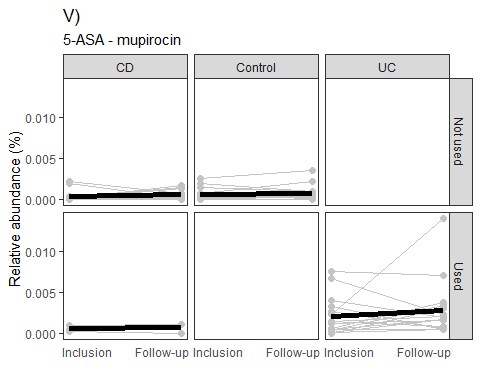 V)
5-ASA - mupirocin
CD Control UC
Relative abundance (%)
0.010
0.005
0.000
Not used
0.010
0.005
0.000
Used
Inclusion Follow-up Inclusion Follow-up Inclusion Follow-up